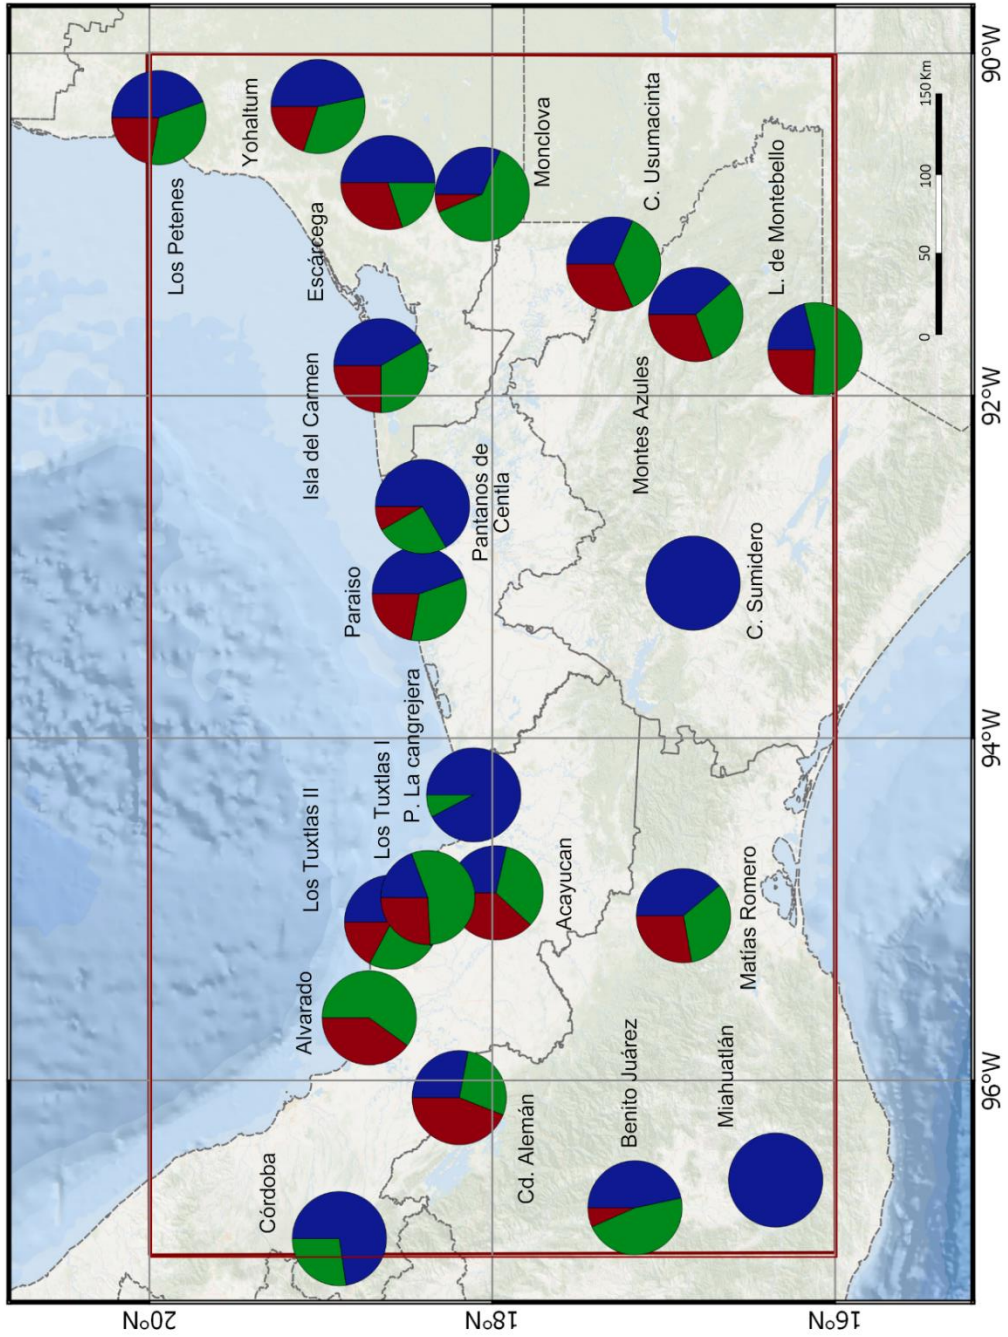 Los Petenes
Yohaltum
Escárcega
Monclova
Isla del Carmen
C. Usumacinta
Pantanos de
Centla
Paraiso
Montes Azules
L. de Montebello
C. Sumidero
P. La cangrejera
Los Tuxtlas I
Los Tuxtlas II
Acayucan
Alvarado
Matías Romero
Cd. Alemán
Benito Juárez
Miahuatlán
Córdoba
0 50 100 150 Km
96°W 94°W 92°W 90°W
20°N
18°N
16°N